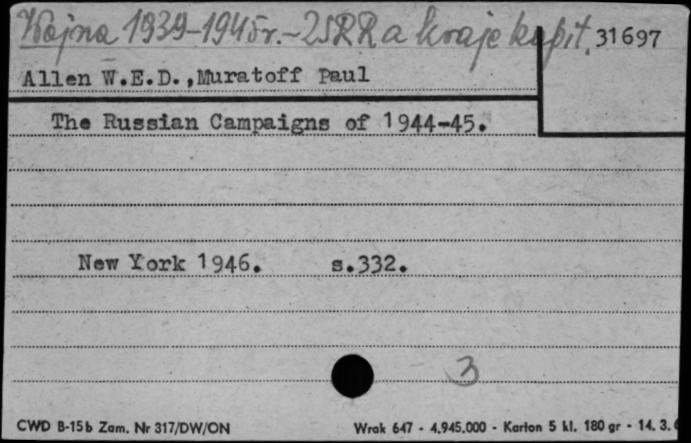 Wojna 1939-1945r. - ZSRR a kraje kapit. 31697
Allen W.E.D.,Muratoff Paul
The Russian Campaigns of 1944-45.
New York 1946. s.332.
3
CWD B-15b Zam. Nr 317/DW/ON Wrak 647 - 4.945.000 - Karton 5 kl. 180 gr - 14. 3.